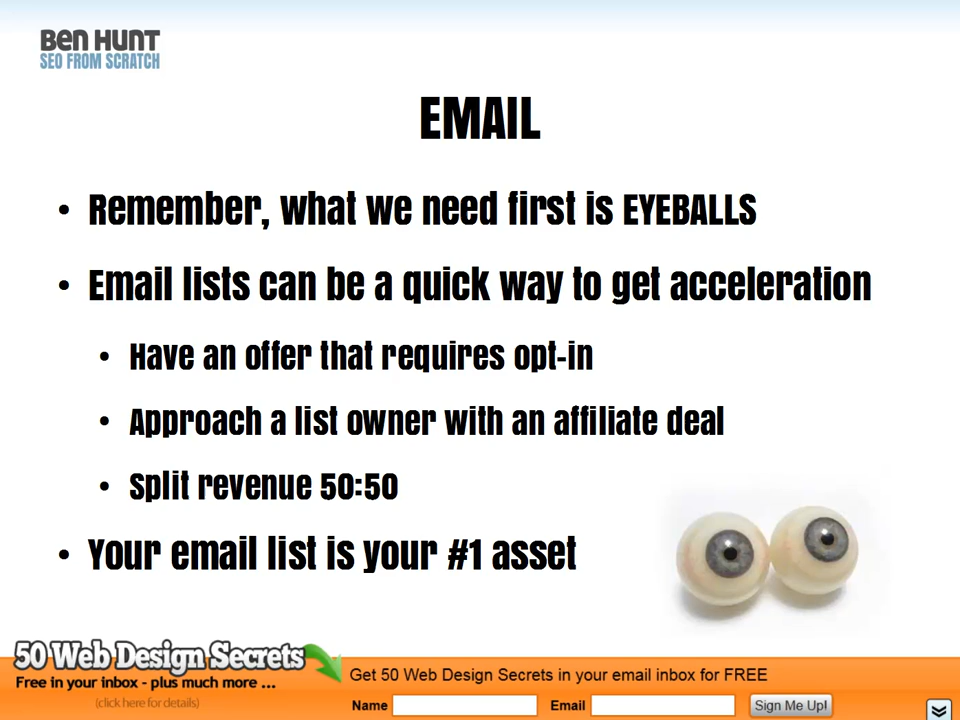 BEN HUNT
SEO FROM SCRATCH
EMAIL
• Remember, what we need first is EYEBALLS
• Email lists can be a quick way to get acceleration
• Have an offer that requires opt-in
• Approach a list owner with an affiliate deal
• Split revenue 50:50
• Your email list is your #1 asset
50 Web Design Secrets
Free in your inbox - plus much more ...
(click here for details)
Get 50 Web Design Secrets in your email inbox for FREE
Name Email Sign Me Up!